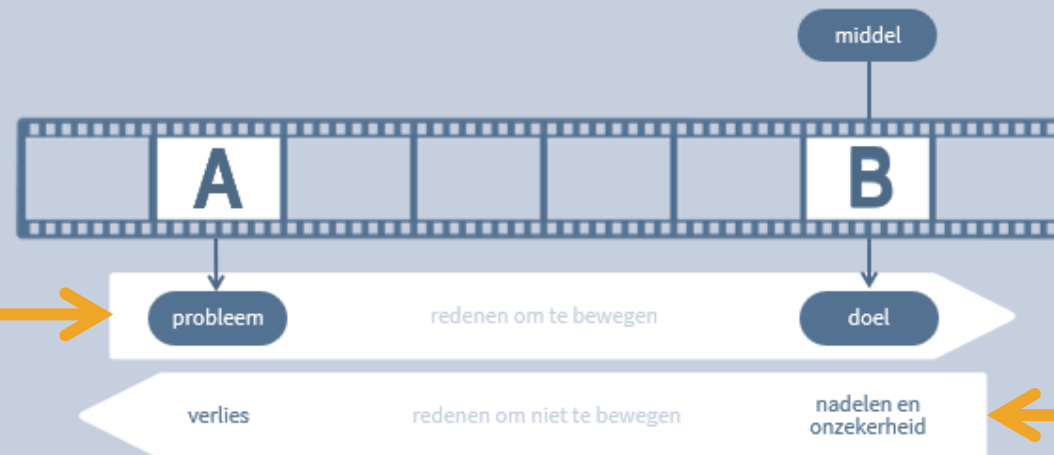 middel
A
B
probleem
redenen om te bewegen
doel
verlies
redenen om niet te bewegen
nadelen en
onzekerheid